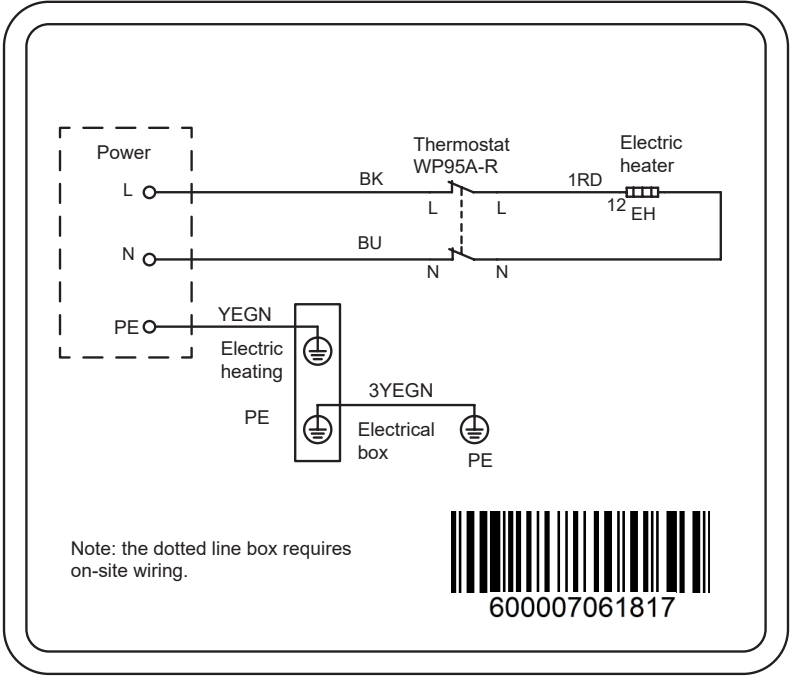 Power
Thermostat
WP95A-R
Electric
heater
L
BK
1RD
L
L
12
EH
N
BU
N
N
PE
YEGN
Electric
heating
3YEGN
PE
Electrical
box
PE
Note: the dotted line box requires
on-site wiring.
600007061817